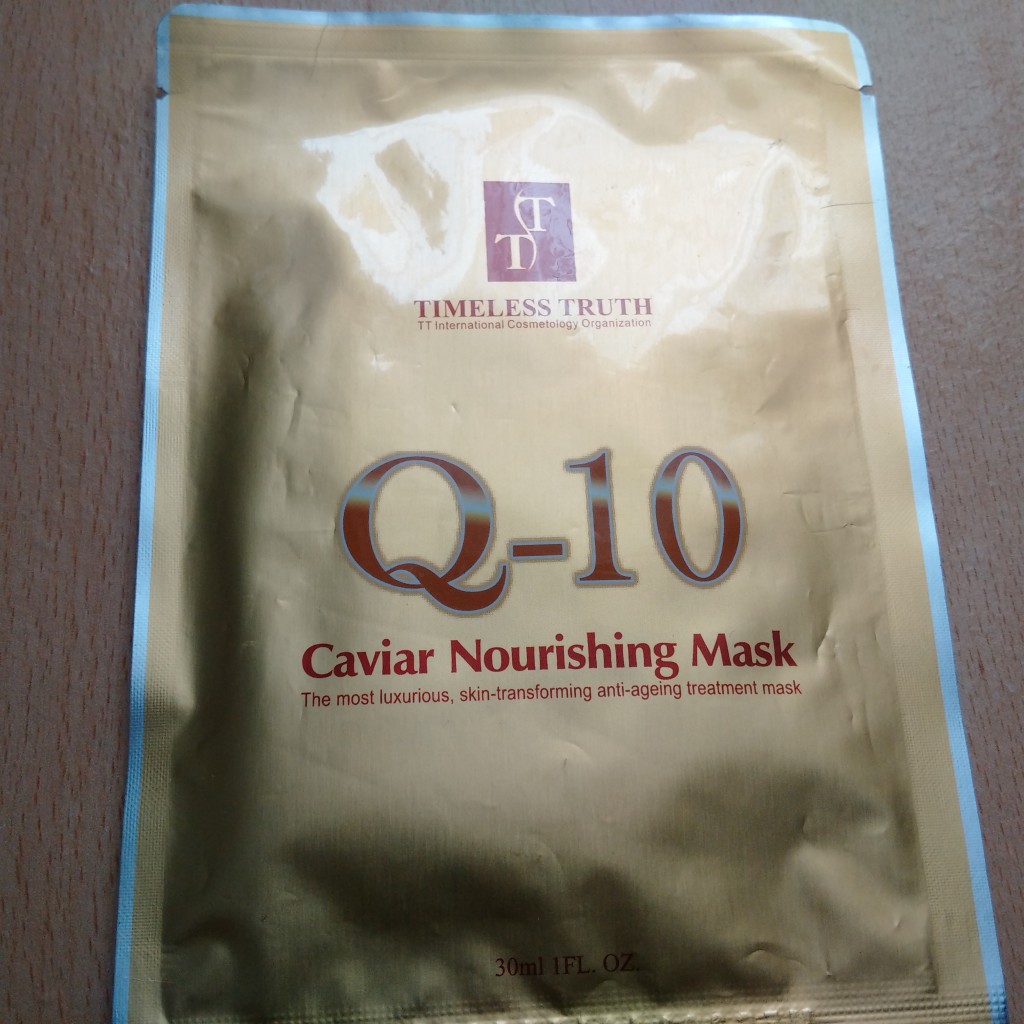 T
T
TIMELESS TRUTH
TT International Cosmetology Organization
Q-10
Caviar Nourishing Mask
The most luxurious, skin-transforming anti-ageing treatment mask
30ml 1FL. OZ.